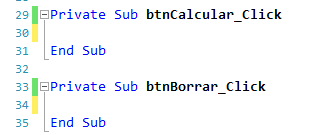 29 Private Sub btnCalcular_Click
30
31 End Sub
32
33 Private Sub btnBorrar_Click
34
35 End Sub